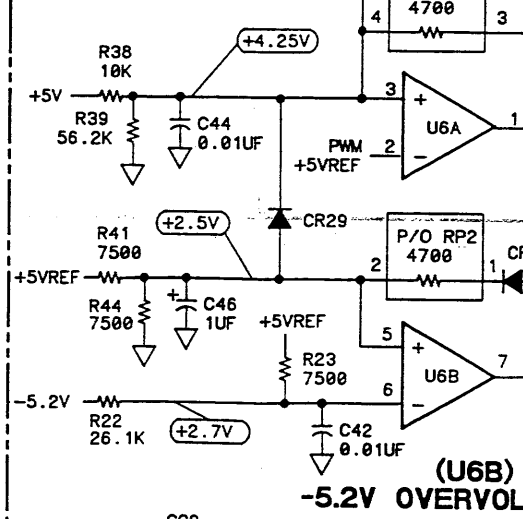 4700
4
3
R38
10K
+4.25V
+5V
3
+
1
R39
56.2K
C44
0.01UF
U6A
PWM
+5VREF
2
−
CR29
+2.5V
R41
7500
P/O RP2
4700
+5VREF
2
1
R44
7500
+
C46
1UF
+5VREF
5
+
R23
7500
U6B
7
-5.2V
6
−
R22
26.1K
+2.7V
C42
0.01UF
(U6B)
-5.2V OVERVOL